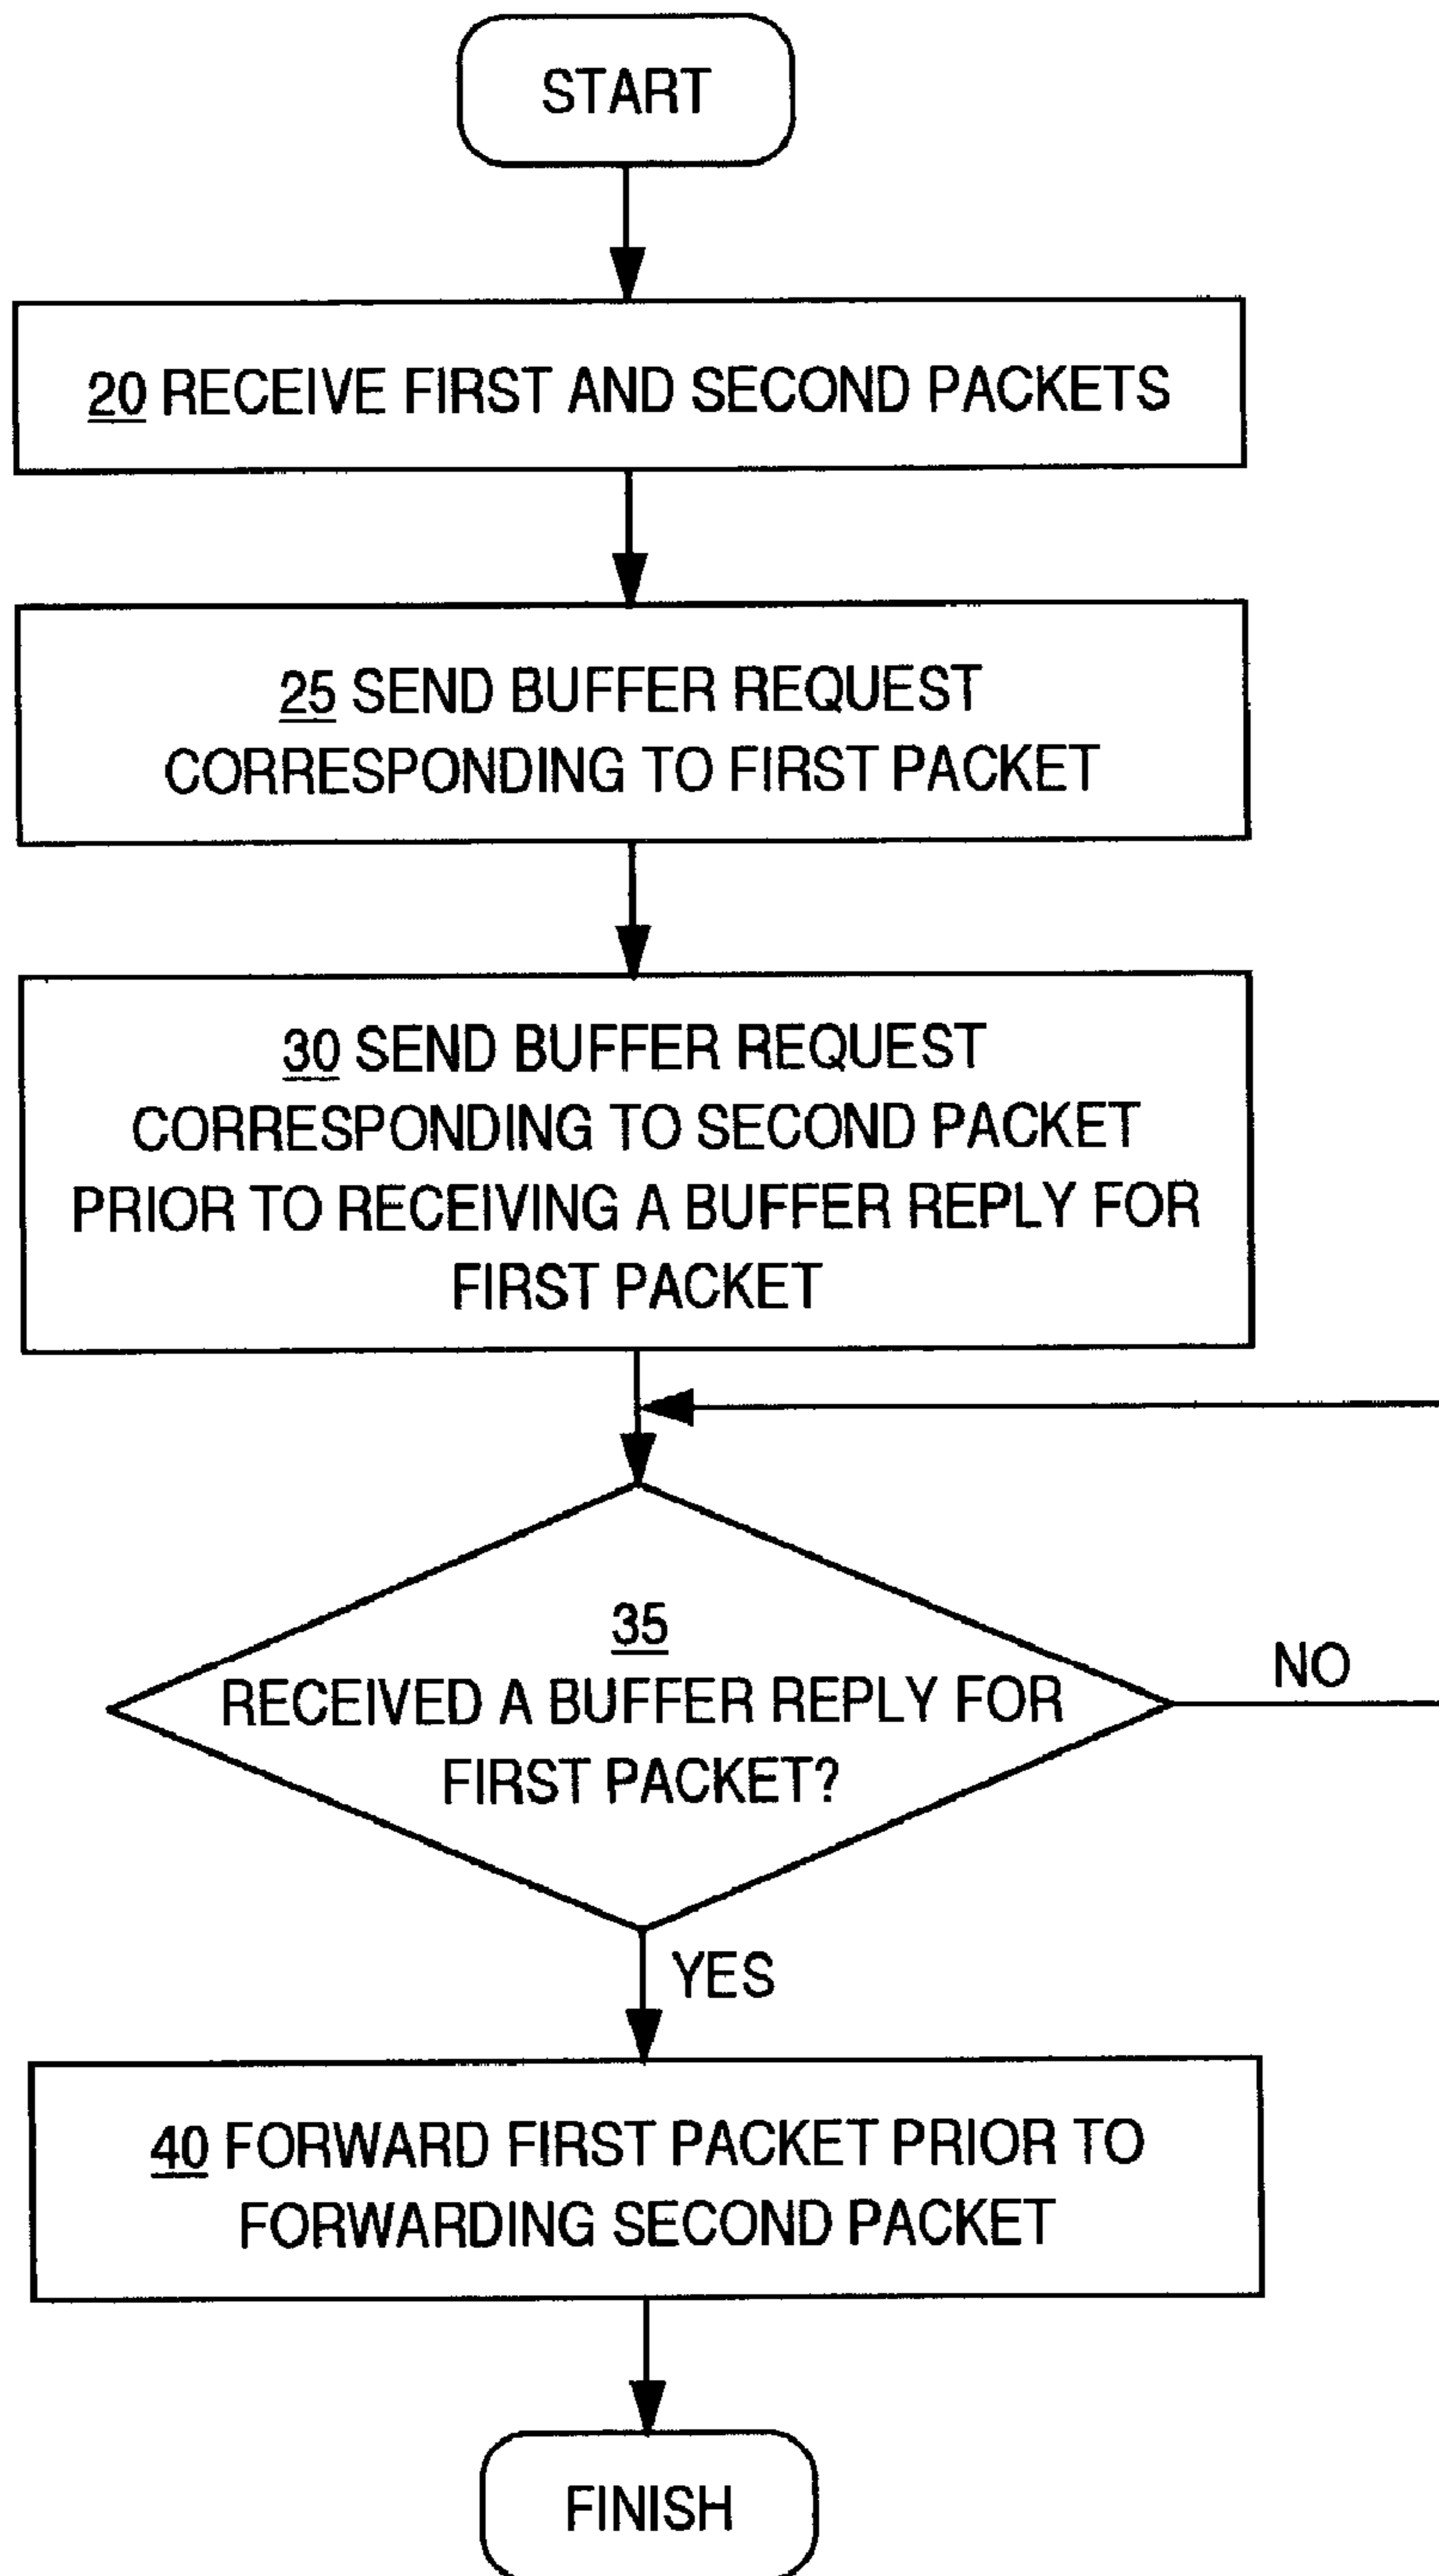 START
20 RECEIVE FIRST AND SECOND PACKETS
25 SEND BUFFER REQUEST
CORRESPONDING TO FIRST PACKET
30 SEND BUFFER REQUEST
CORRESPONDING TO SECOND PACKET
PRIOR TO RECEIVING A BUFFER REPLY FOR
FIRST PACKET
35
RECEIVED A BUFFER REPLY FOR
FIRST PACKET?
NO
YES
40 FORWARD FIRST PACKET PRIOR TO
FORWARDING SECOND PACKET
FINISH